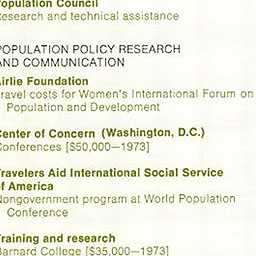 Population Council
Research and technical assistance
POPULATION POLICY RESEARCH
AND COMMUNICATION
Airlie Foundation
Travel costs for Women's International Forum on
Population and Development
Center of Concern (Washington, D.C.)
Conferences [$50,000—1973]
Travelers Aid International Social Service
of America
Nongovernment program at World Population
Conference
Training and research
Barnard College [$35,000—1973]